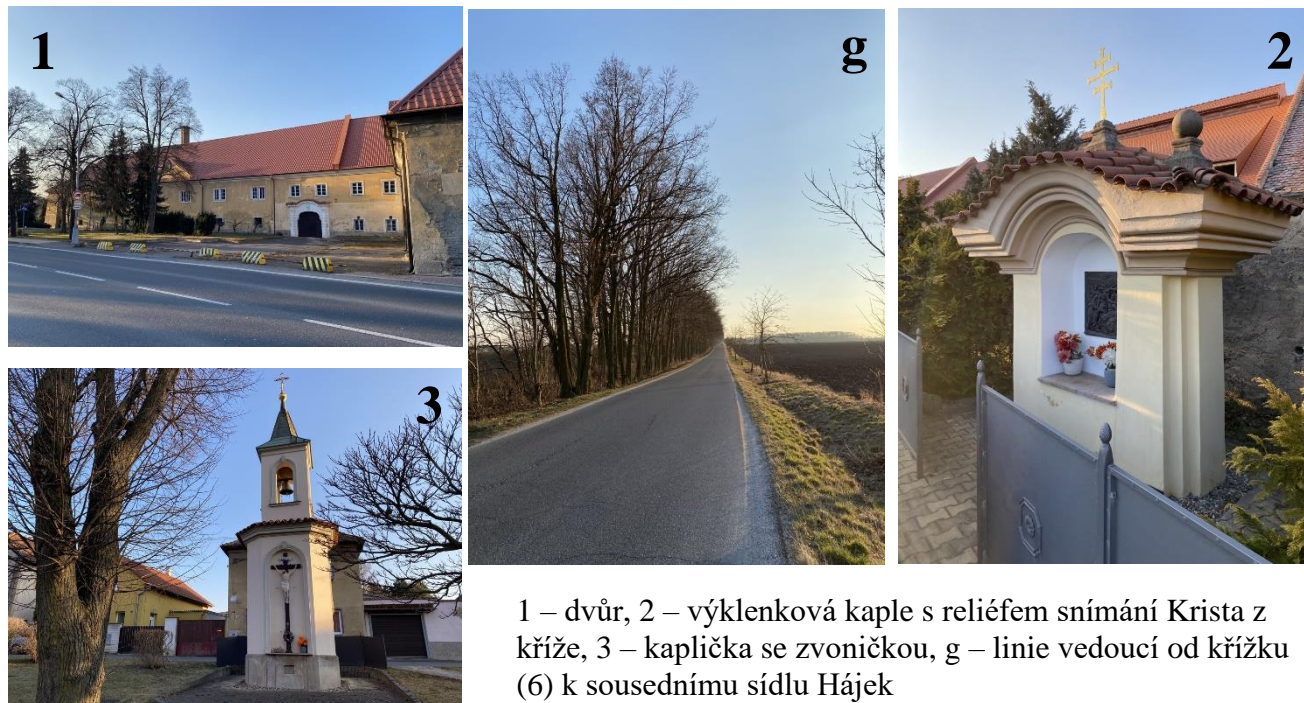 1
g
2
3
1 – dvůr, 2 – výklenková kaple s reliéfem snímání Krista z
kříže, 3 – kaplička se zvoničkou, g – linie vedoucí od křížku
(6) k sousednímu sídlu Hájek